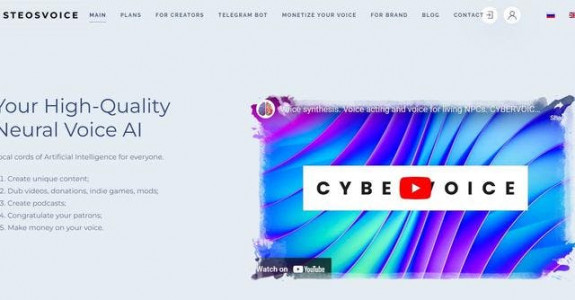 STEOSVOICE
MAIN
PLANS
FOR CREATORS
TELEGRAM BOT
MONETIZE YOUR VOICE
FOR BRAND
BLOG
CONTACT
Your High-Quality
Neural Voice AI
ocal cords of Artificial Intelligence for everyone.
1. Create unique content;
2. Dub videos, donations, indie games, mods;
3. Create podcasts;
4. Congratulate your patrons;
5. Make money on your voice.
oice synthesis. Voice acting and voice for living NPCs, CYBERVOIC...
CYBE VOICE
Watch on YouTube